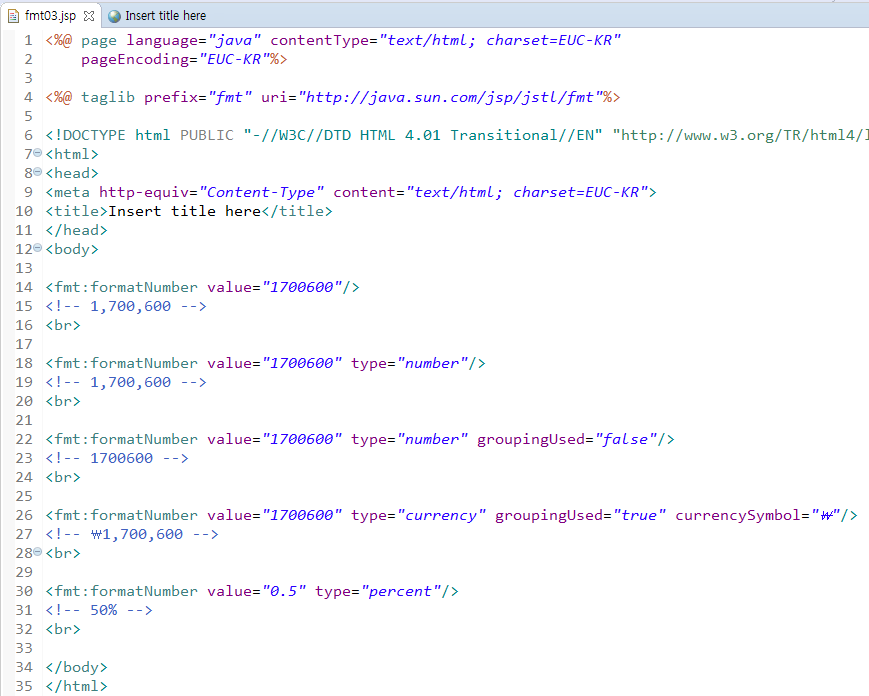 fmt03.jsp Insert title here
1 <%@ page language="java" contentType="text/html; charset=EUC-KR"
2 pageEncoding="EUC-KR"%>
3
4 <%@ taglib prefix="fmt" uri="http://java.sun.com/jsp/jstl/fmt"%>
5
6 <!DOCTYPE html PUBLIC "-//W3C//DTD HTML 4.01 Transitional//EN" "http://www.w3.org/TR/html4/
7 <html>
8 <head>
9 <meta http-equiv="Content-Type" content="text/html; charset=EUC-KR">
10 <title>Insert title here</title>
11 </head>
12 <body>
13
14 <fmt:formatNumber value="1700600"/>
15 <!-- 1,700,600 -->
16 <br>
17
18 <fmt:formatNumber value="1700600" type="number"/>
19 <!-- 1,700,600 -->
20 <br>
21
22 <fmt:formatNumber value="1700600" type="number" groupingUsed="false"/>
23 <!-- 1700600 -->
24 <br>
25
26 <fmt:formatNumber value="1700600" type="currency" groupingUsed="true" currencySymbol="₩"/>
27 <!-- ₩1,700,600 -->
28 <br>
29
30 <fmt:formatNumber value="0.5" type="percent"/>
31 <!-- 50% -->
32 <br>
33
34 </body>
35 </html>